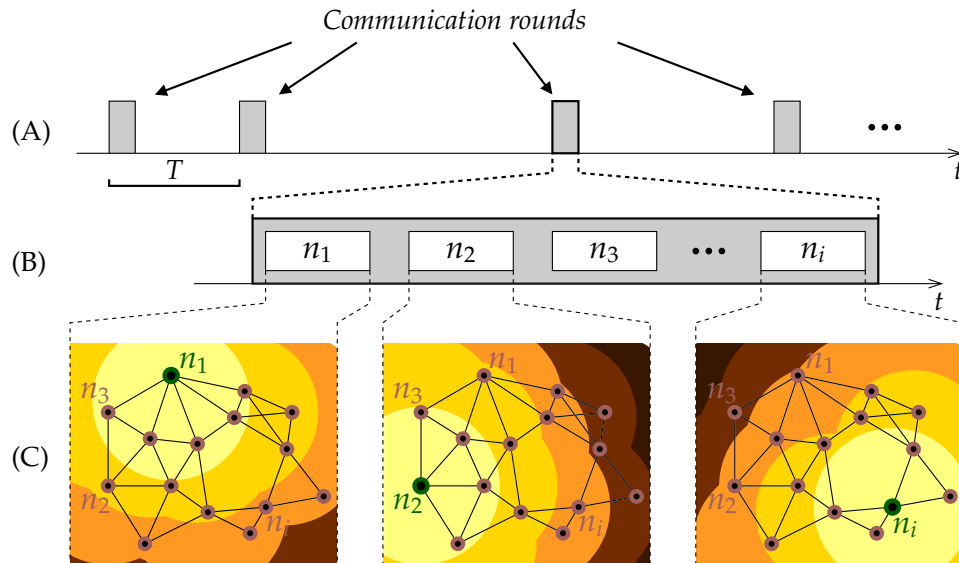 Communication rounds
(A)
•••
T
t
(B)
n₁ n₂ n₃ ••• nᵢ
t
(C)
n₁ n₁ n₁
n₃ n₃ n₃
n₂ n₂ n₂
nᵢ nᵢ nᵢ